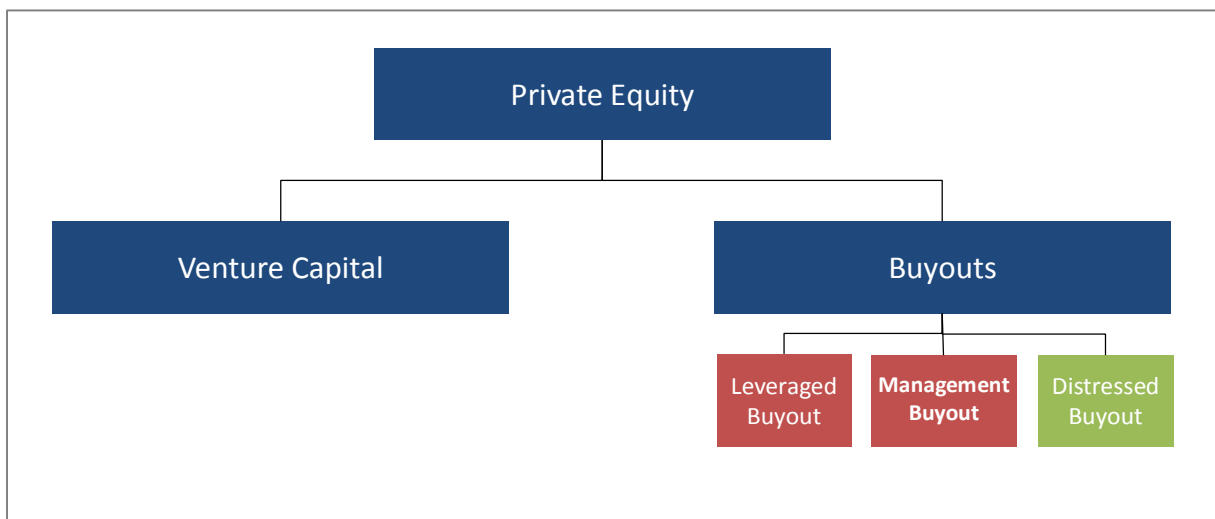 Private Equity
Venture Capital
Buyouts
Leveraged
Buyout
Management
Buyout
Distressed
Buyout